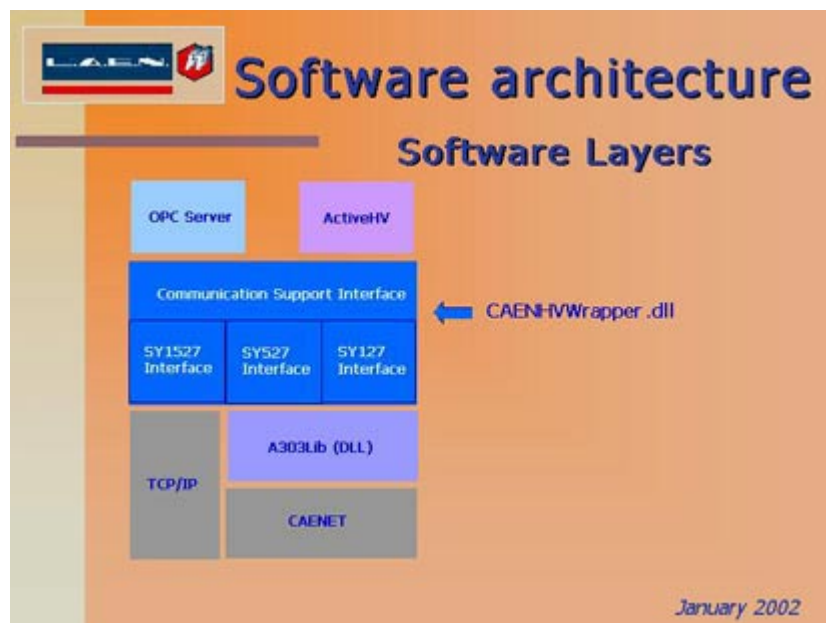 C.A.E.N.
Software architecture
Software Layers
OPC Server
ActiveHV
Communication Support Interface
CAENHVWrapper .dll
SY1527
Interface
SY527
Interface
SY127
Interface
TCP/IP
A303Lib (DLL)
CAENET
January 2002